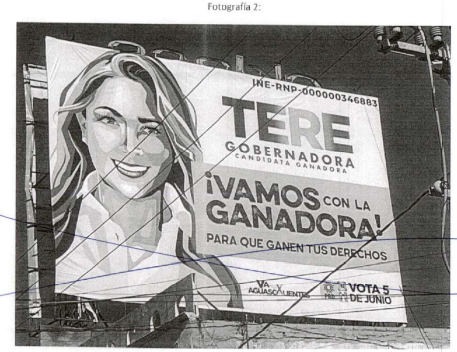 Fotografía 2:
INE-RNP-000000346883
TERE
GOBERNADORA
CANDIDATA GANADORA
¡VAMOS CON LA
GANADORA!
PARA QUE GANEN TUS DERECHOS
VA
AGUASCALIENTES
PRD
VOTA 5
DE JUNIO